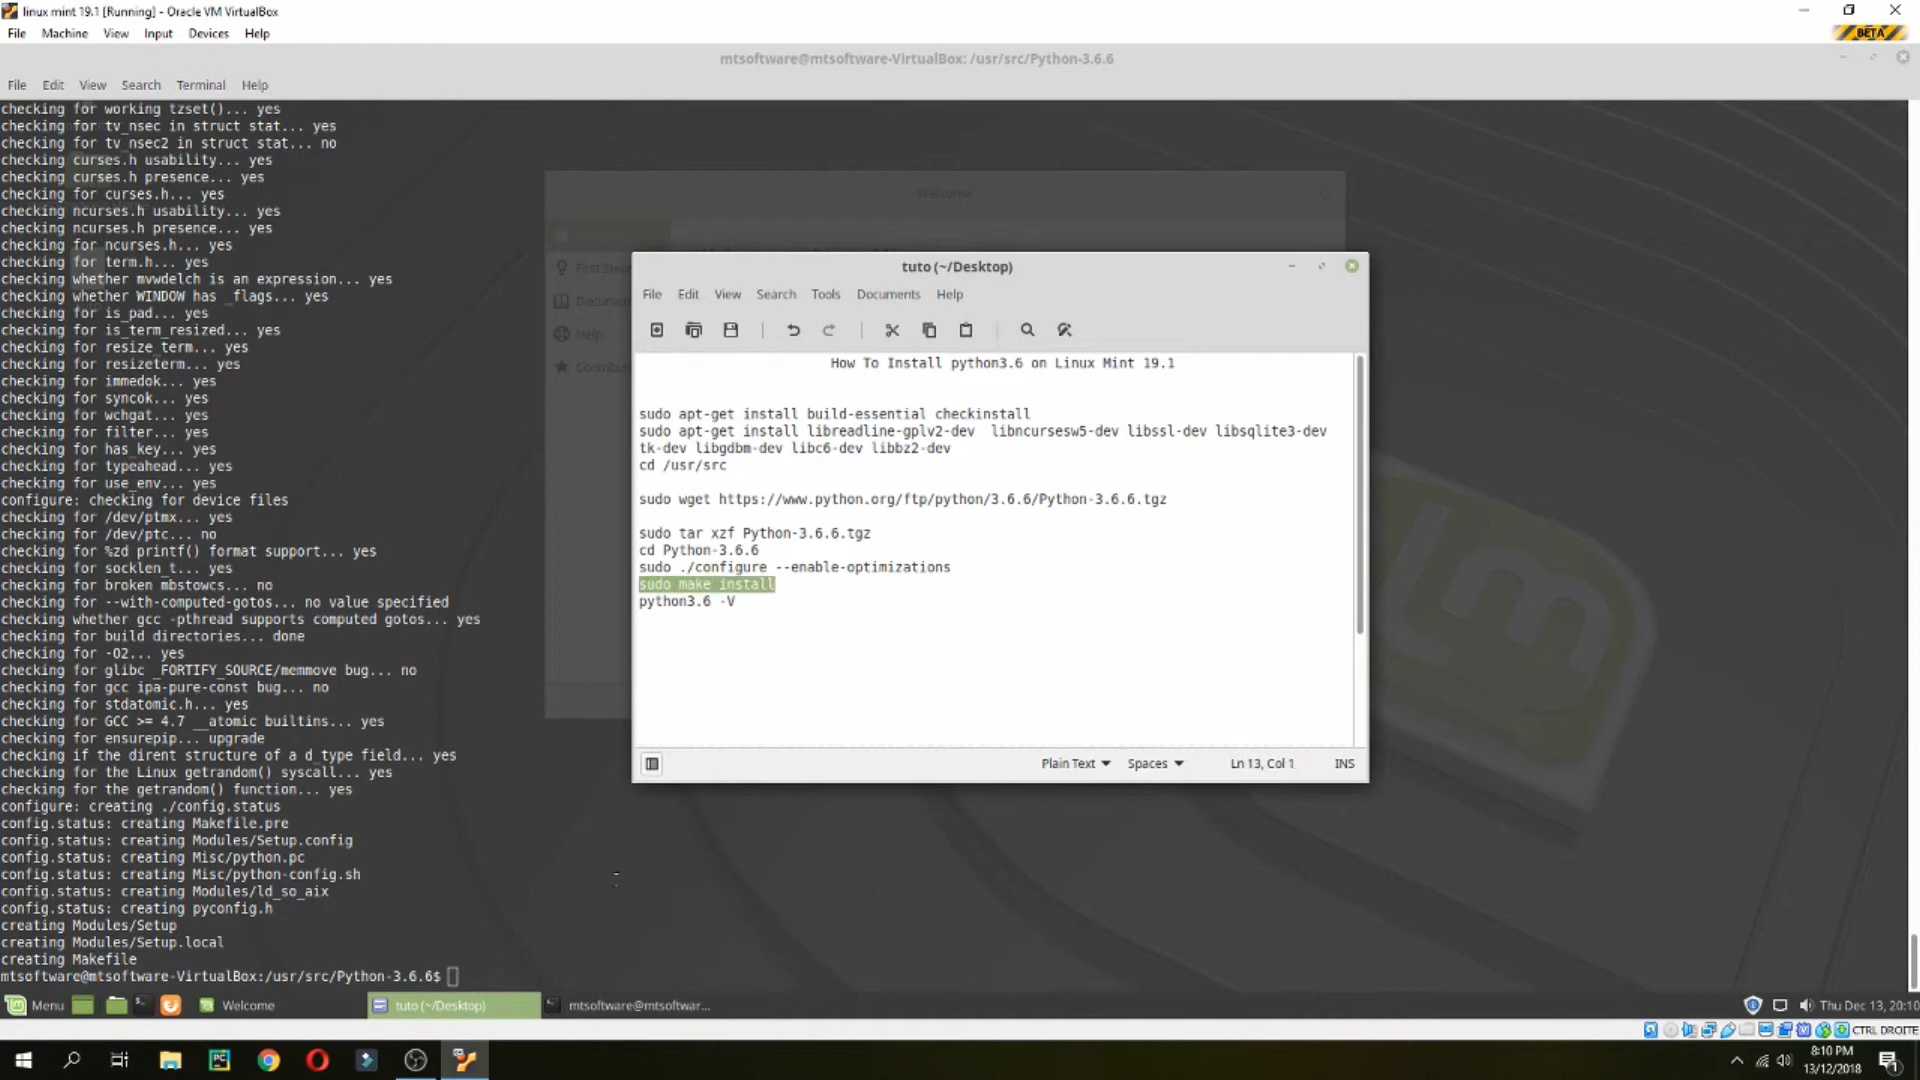 linux mint 19.1 [Running] - Oracle VM VirtualBox
File Machine View Input Devices Help
BETA
mtsoftware@mtsoftware-VirtualBox: /usr/src/Python-3.6.6
File Edit View Search Terminal Help
checking for working tzset()... yes
checking for tv_nsec in struct stat... yes
checking for tv_nsec2 in struct stat... no
checking curses.h usability... yes
checking curses.h presence... yes
checking for curses.h... yes
checking ncurses.h usability... yes
checking ncurses.h presence... yes
checking for ncurses.h... yes
checking for term.h... yes
checking whether mvwdelch is an expression... yes
checking whether WINDOW has _flags... yes
checking for is_pad... yes
checking for is_term_resized... yes
checking for resize_term... yes
checking for resizeterm... yes
checking for immedok... yes
checking for syncok... yes
checking for wchgat... yes
checking for filter... yes
checking for has_key... yes
checking for typeahead... yes
checking for use_env... yes
configure: checking for device files
checking for /dev/ptmx... yes
checking for /dev/ptc... no
checking for %zd printf() format support... yes
checking for socklen_t... yes
checking for broken mbstowcs... no
checking for --with-computed-gotos... no value specified
checking whether gcc -pthread supports computed gotos... yes
checking for build directories... done
checking for -O2... yes
checking for glibc _FORTIFY_SOURCE/memmove bug... no
checking for gcc ipa-pure-const bug... no
checking for stdatomic.h... yes
checking for GCC >= 4.7 __atomic builtins... yes
checking for ensurepip... upgrade
checking if the dirent structure of a d_type field... yes
checking for the Linux getrandom() syscall... yes
checking for the getrandom() function... yes
configure: creating ./config.status
config.status: creating Makefile.pre
config.status: creating Modules/Setup.config
config.status: creating Misc/python.pc
config.status: creating Misc/python-config.sh
config.status: creating Modules/ld_so_aix
config.status: creating pyconfig.h
creating Modules/Setup
creating Modules/Setup.local
creating Makefile
mtsoftware@mtsoftware-VirtualBox:/usr/src/Python-3.6.6$
Welcome
First Ste
Documen
Help
Contribu
tuto (~/Desktop)
File Edit View Search Tools Documents Help
How To Install python3.6 on Linux Mint 19.1
sudo apt-get install build-essential checkinstall
sudo apt-get install libreadline-gplv2-dev libncursesw5-dev libssl-dev libsqlite3-dev
tk-dev libgdbm-dev libc6-dev libbz2-dev
cd /usr/src
sudo wget https://www.python.org/ftp/python/3.6.6/Python-3.6.6.tgz
sudo tar xzf Python-3.6.6.tgz
cd Python-3.6.6
sudo ./configure --enable-optimizations
sudo make install
python3.6 -V
Plain Text Spaces Ln 13, Col 1 INS
Menu Welcome tuto (~/Desktop) mtsoftware@mtsoftwar... Thu Dec 13, 20:10
CTRL DROITE
8:10 PM
13/12/2018